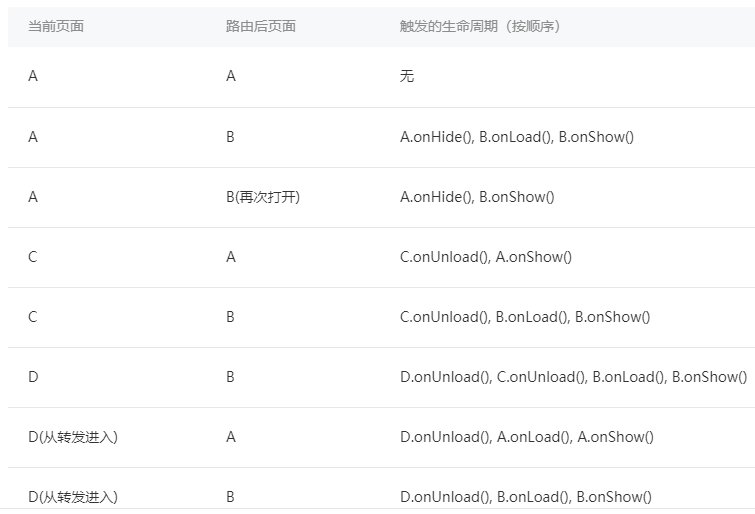 当前页面 路由后页面 触发的生命周期（按顺序）
A A 无
A B A.onHide(), B.onLoad(), B.onShow()
A B(再次打开) A.onHide(), B.onShow()
C A C.onUnload(), A.onShow()
C B C.onUnload(), B.onLoad(), B.onShow()
D B D.onUnload(), C.onUnload(), B.onLoad(), B.onShow()
D(从转发进入) A D.onUnload(), A.onLoad(), A.onShow()
D(从转发进入) B D.onUnload(), B.onLoad(), B.onShow()